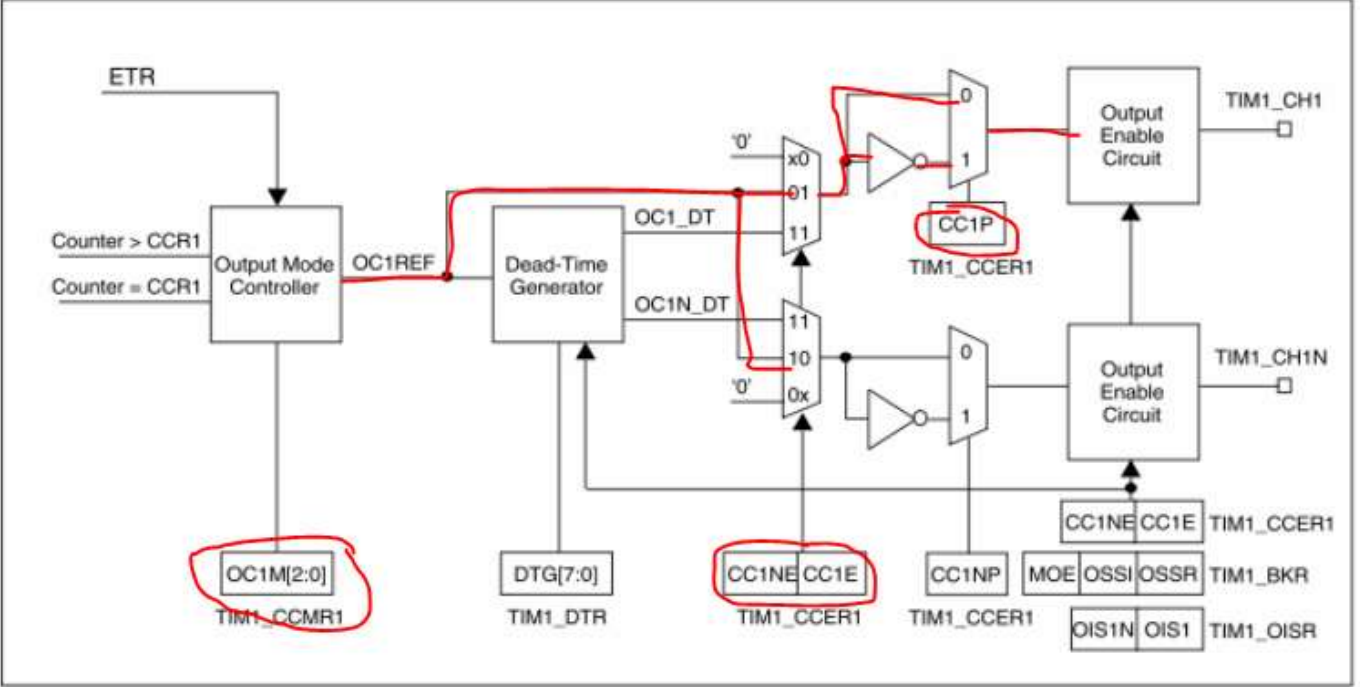 ETR
TIM1_CH1
Output Enable Circuit
0
1
'0'
x0
01
11
CC1P
TIM1_CCER1
Counter > CCR1
Counter = CCR1
Output Mode Controller
OC1REF
Dead-Time Generator
OC1_DT
OC1N_DT
11
10
0x
'0'
0
1
Output Enable Circuit
TIM1_CH1N
CC1NE CC1E TIM1_CCER1
OC1M[2:0]
TIM1_CCMR1
DTG[7:0]
TIM1_DTR
CC1NE CC1E
TIM1_CCER1
CC1NP
TIM1_CCER1
MOE OSSI OSSR TIM1_BKR
OIS1N OIS1 TIM1_OISR